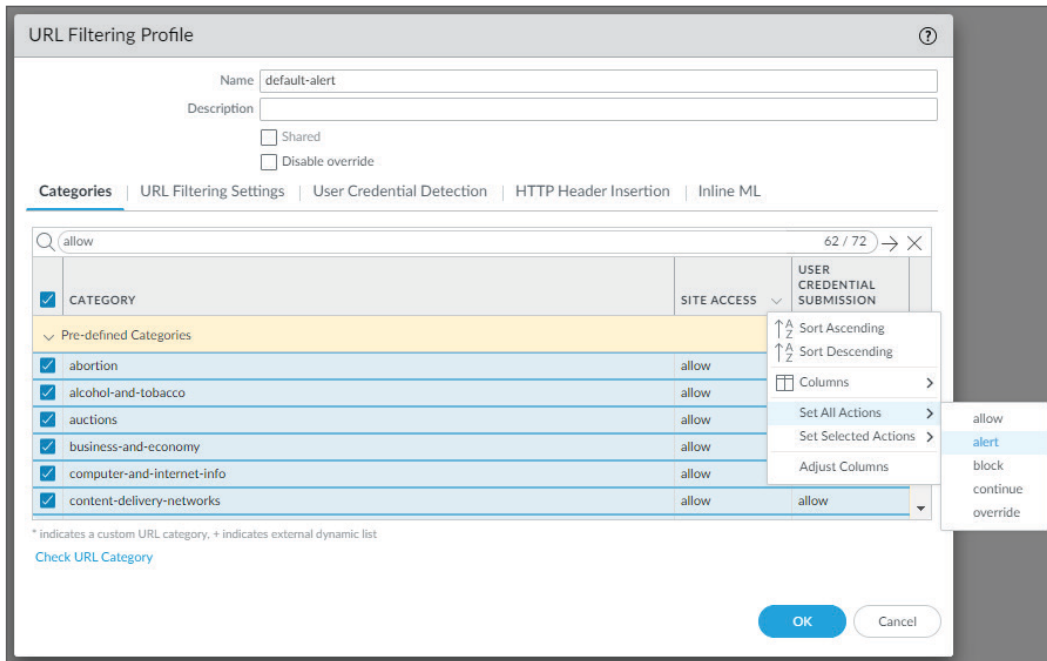 URL Filtering Profile
Name default-alert
Description
Shared
Disable override
Categories URL Filtering Settings User Credential Detection HTTP Header Insertion Inline ML
allow 62 / 72
CATEGORY SITE ACCESS USER CREDENTIAL SUBMISSION
Pre-defined Categories
abortion allow
alcohol-and-tobacco allow
auctions allow
business-and-economy allow
computer-and-internet-info allow
content-delivery-networks allow allow
Sort Ascending
Sort Descending
Columns
Set All Actions
Set Selected Actions
Adjust Columns
allow
alert
block
continue
override
* indicates a custom URL category, + indicates external dynamic list
Check URL Category
OK Cancel